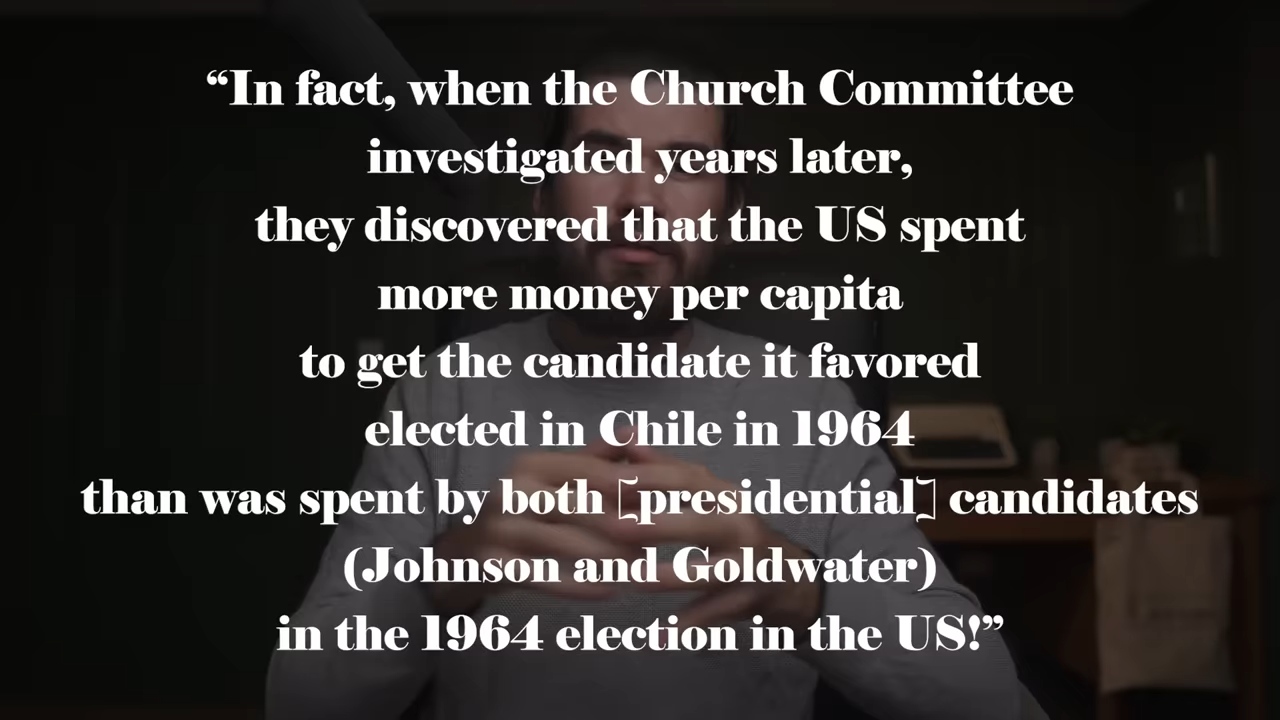 “In fact, when the Church Committee
investigated years later,
they discovered that the US spent
more money per capita
to get the candidate it favored
elected in Chile in 1964
than was spent by both [presidential] candidates
(Johnson and Goldwater)
in the 1964 election in the US!”